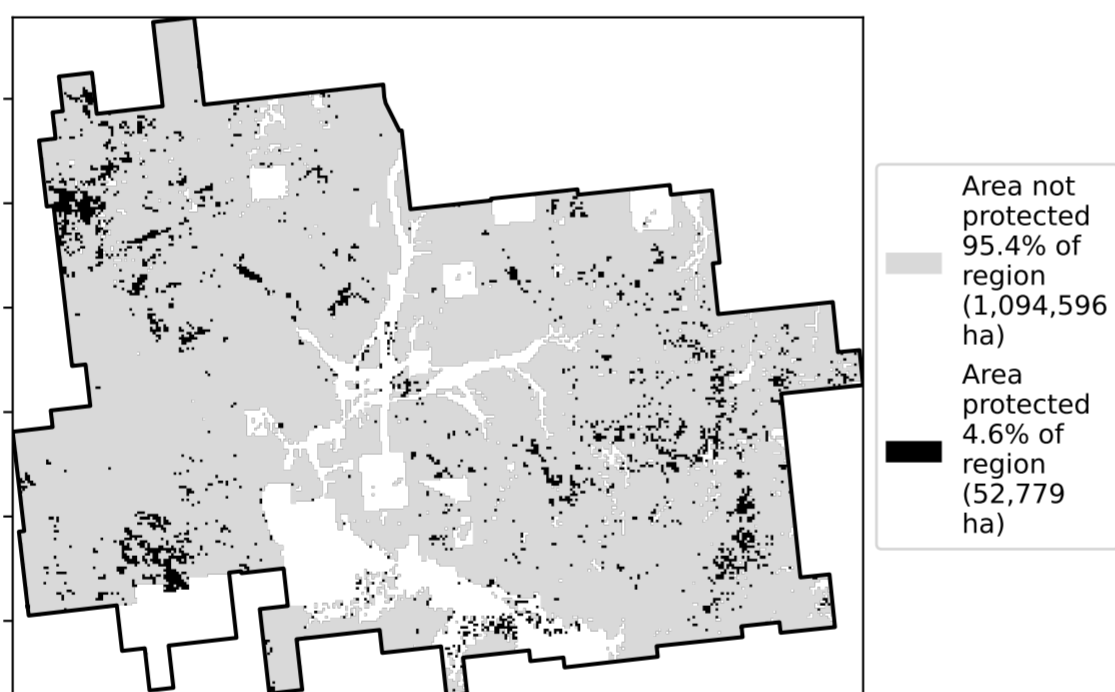 Area not
protected
95.4% of
region
(1,094,596
ha)
Area
protected
4.6% of
region
(52,779
ha)